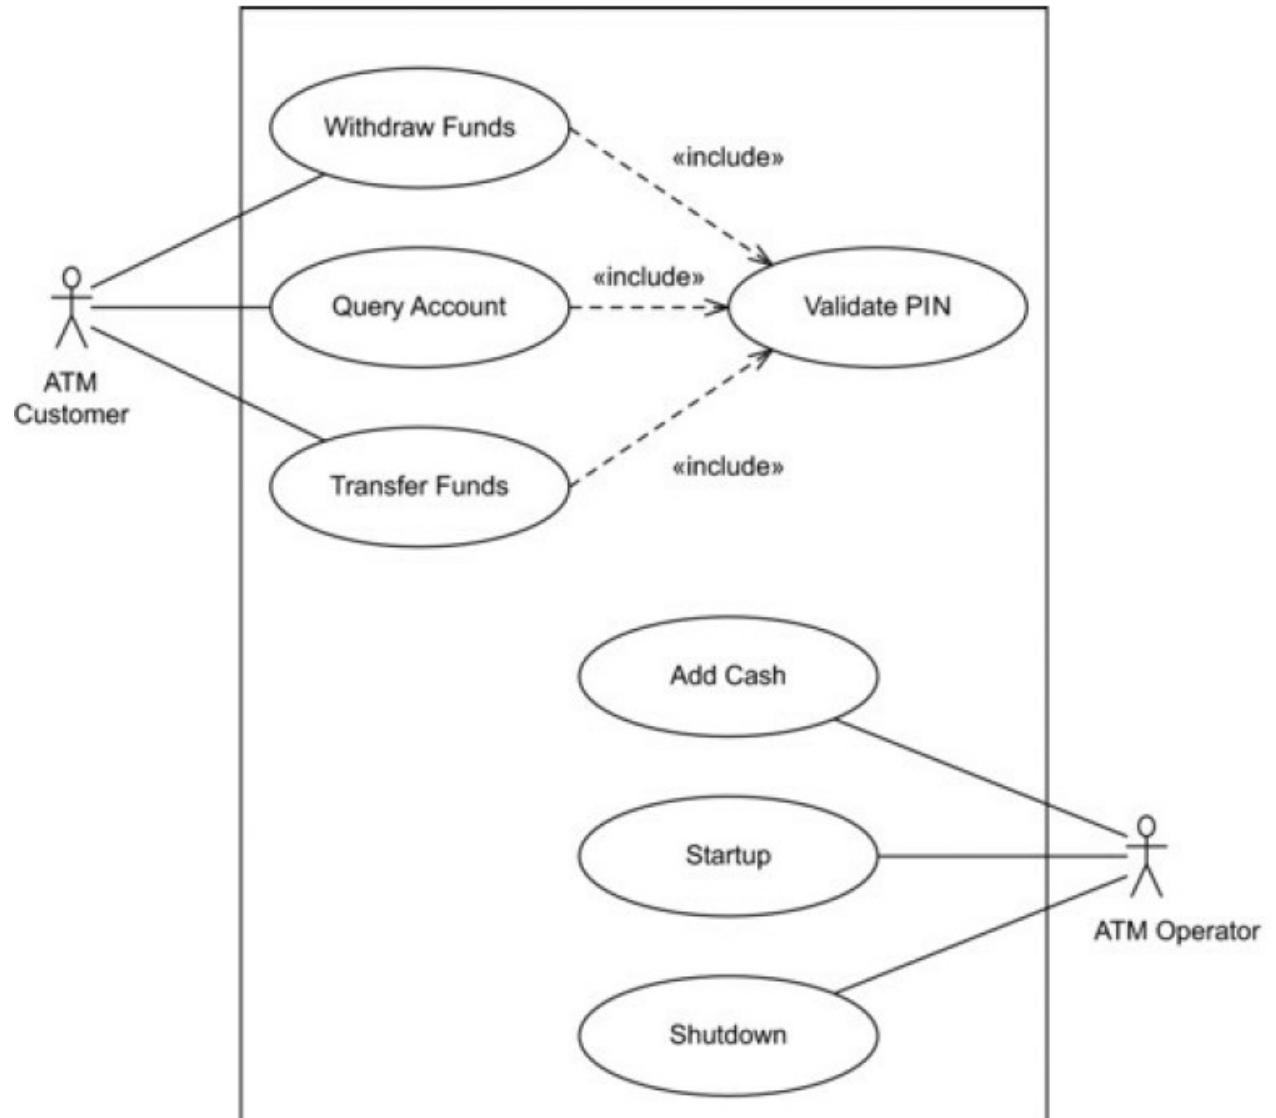 Withdraw Funds
«include»
«include»
Query Account
Validate PIN
ATM
Customer
«include»
Transfer Funds
Add Cash
Startup
ATM Operator
Shutdown